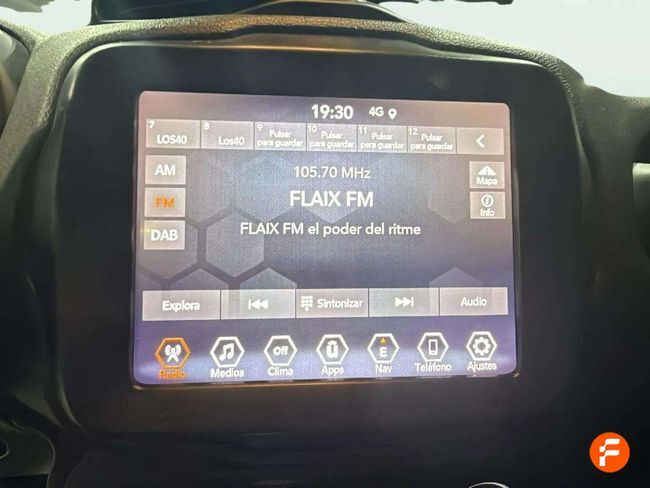 19:30 4G
7 LOS40
8 Los40
9 Pulsar para guardar
10 Pulsar para guardar
11 Pulsar para guardar
12 Pulsar para guardar
AM
105.70 MHz
Mapa
FM
FLAIX FM
Info
DAB
FLAIX FM el poder del ritme
Explora
Sintonizar
Audio
Off
E
Radio
Medios
Clima
Apps
Nav
Teléfono
Ajustes